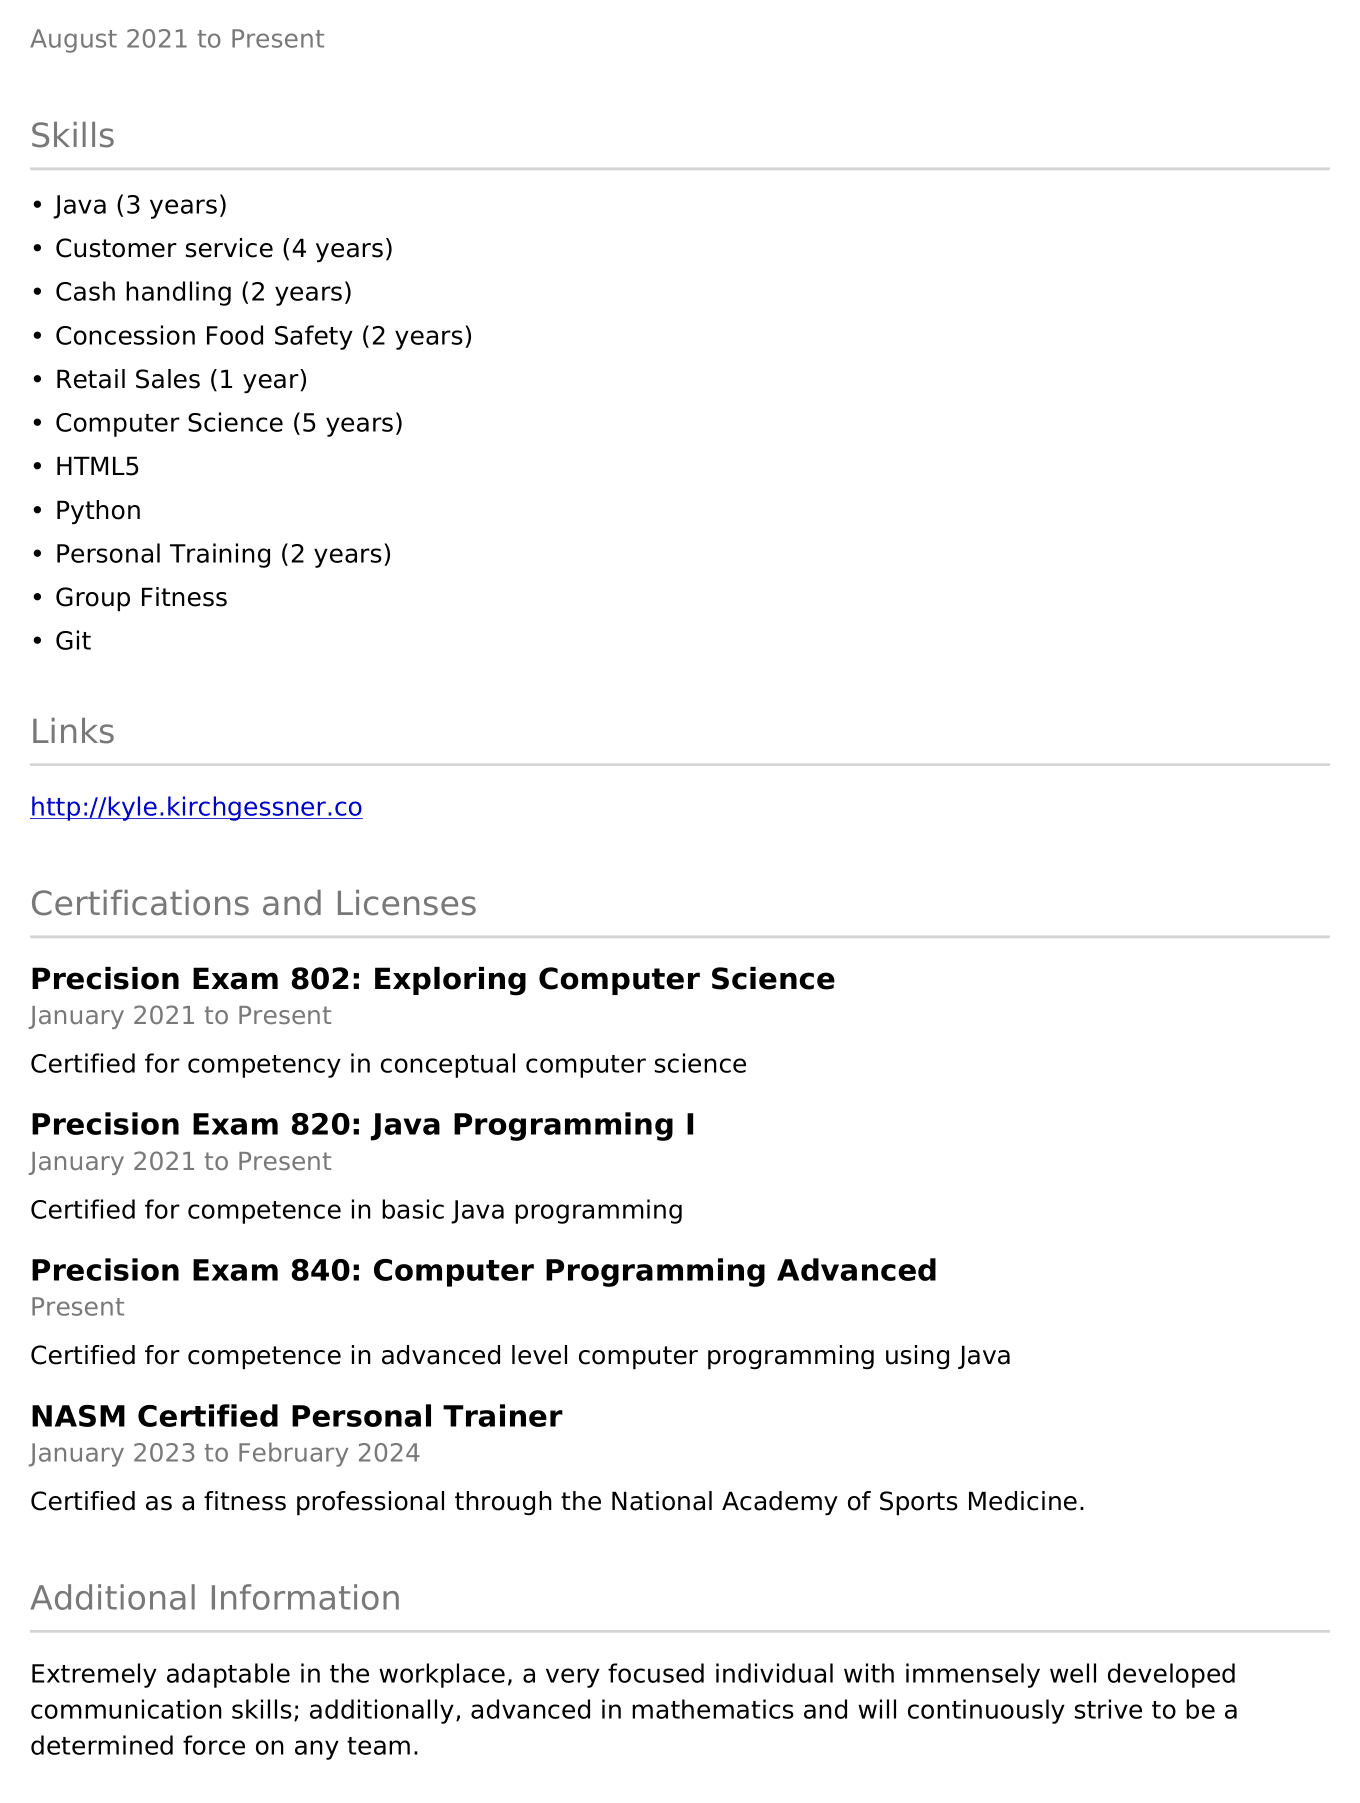 August 2021 to Present
Skills
• Java (3 years)
• Customer service (4 years)
• Cash handling (2 years)
• Concession Food Safety (2 years)
• Retail Sales (1 year)
• Computer Science (5 years)
• HTML5
• Python
• Personal Training (2 years)
• Group Fitness
• Git
Links
http://kyle.kirchgessner.co
Certifications and Licenses
Precision Exam 802: Exploring Computer Science
January 2021 to Present
Certified for competency in conceptual computer science
Precision Exam 820: Java Programming I
January 2021 to Present
Certified for competence in basic Java programming
Precision Exam 840: Computer Programming Advanced
Present
Certified for competence in advanced level computer programming using Java
NASM Certified Personal Trainer
January 2023 to February 2024
Certified as a fitness professional through the National Academy of Sports Medicine.
Additional Information
Extremely adaptable in the workplace, a very focused individual with immensely well developed
communication skills; additionally, advanced in mathematics and will continuously strive to be a
determined force on any team.